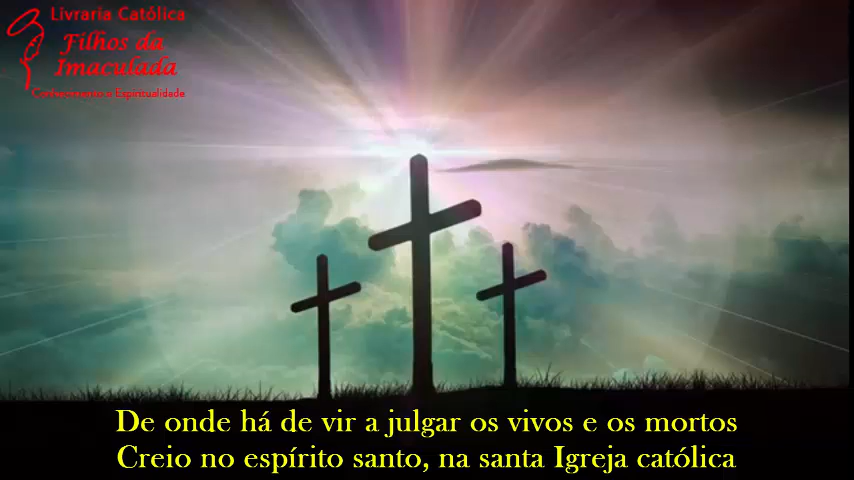 Livraria Católica
Filhos da
Imaculada
De onde há de vir a julgar os vivos e os mortos
Creio no espírito santo, na santa Igreja católica